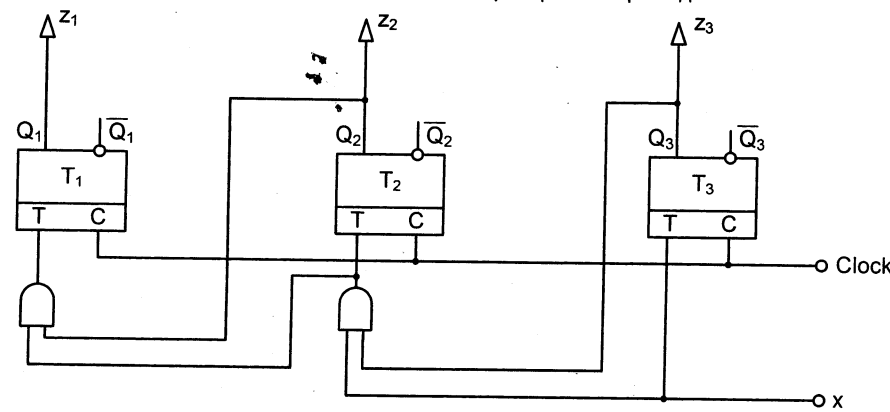 z1 z2 z3
Q1 Q̅1 Q2 Q̅2 Q3 Q̅3
T1 T2 T3
T C T C T C
Clock
x